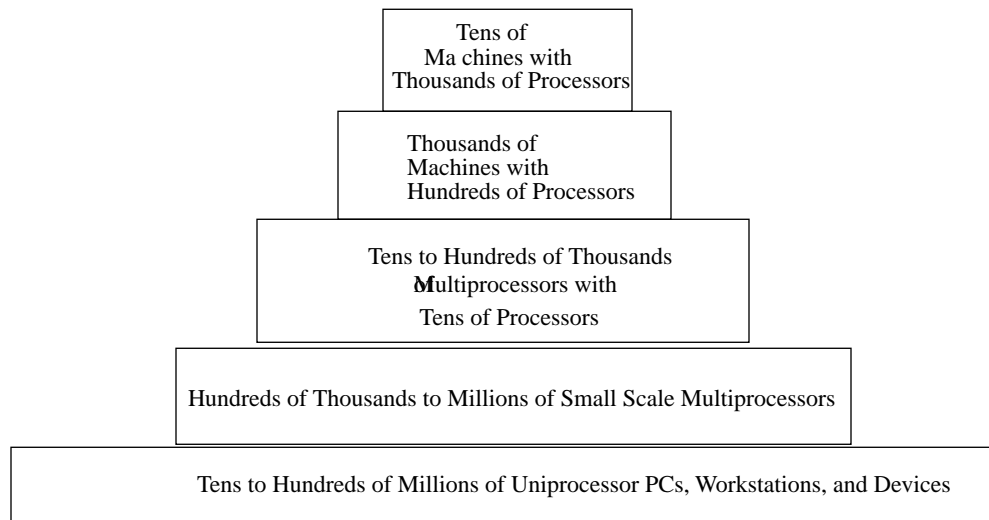 Tens of
Ma chines with
Thousands of Processors
Thousands of
Machines with
Hundreds of Processors
Tens to Hundreds of Thousands
of Multiprocessors with
Tens of Processors
Hundreds of Thousands to Millions of Small Scale Multiprocessors
Tens to Hundreds of Millions of Uniprocessor PCs, Workstations, and Devices